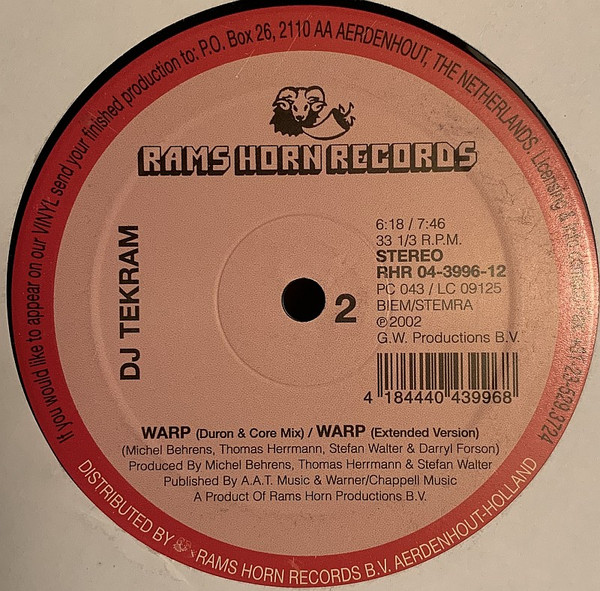 If you would like to appear on our VINYL send your finished production to: P.O. Box 26, 2110 AA AERDENHOUT, THE NETHERLANDS. Licensing & 23-529.3724
RAMS HORN RECORDS
DJ TEKRAM
6:18 / 7:46
33 1/3 R.P.M.
STEREO
RHR 04-3996-12
PC 043 / LC 09125
BIEM/STEMRA
℗2002
G.W. Productions B.V.
2
4 184440 439968
WARP (Duron & Core Mix) / WARP (Extended Version)
(Michel Behrens, Thomas Herrmann, Stefan Walter & Darryl Forson)
Produced By Michel Behrens, Thomas Herrmann & Stefan Walter
Published By A.A.T. Music & Warner/Chappell Music
A Product Of Rams Horn Productions B.V.
DISTRIBUTED BY RAMS HORN RECORDS B.V. AERDENHOUT-HOLLAND